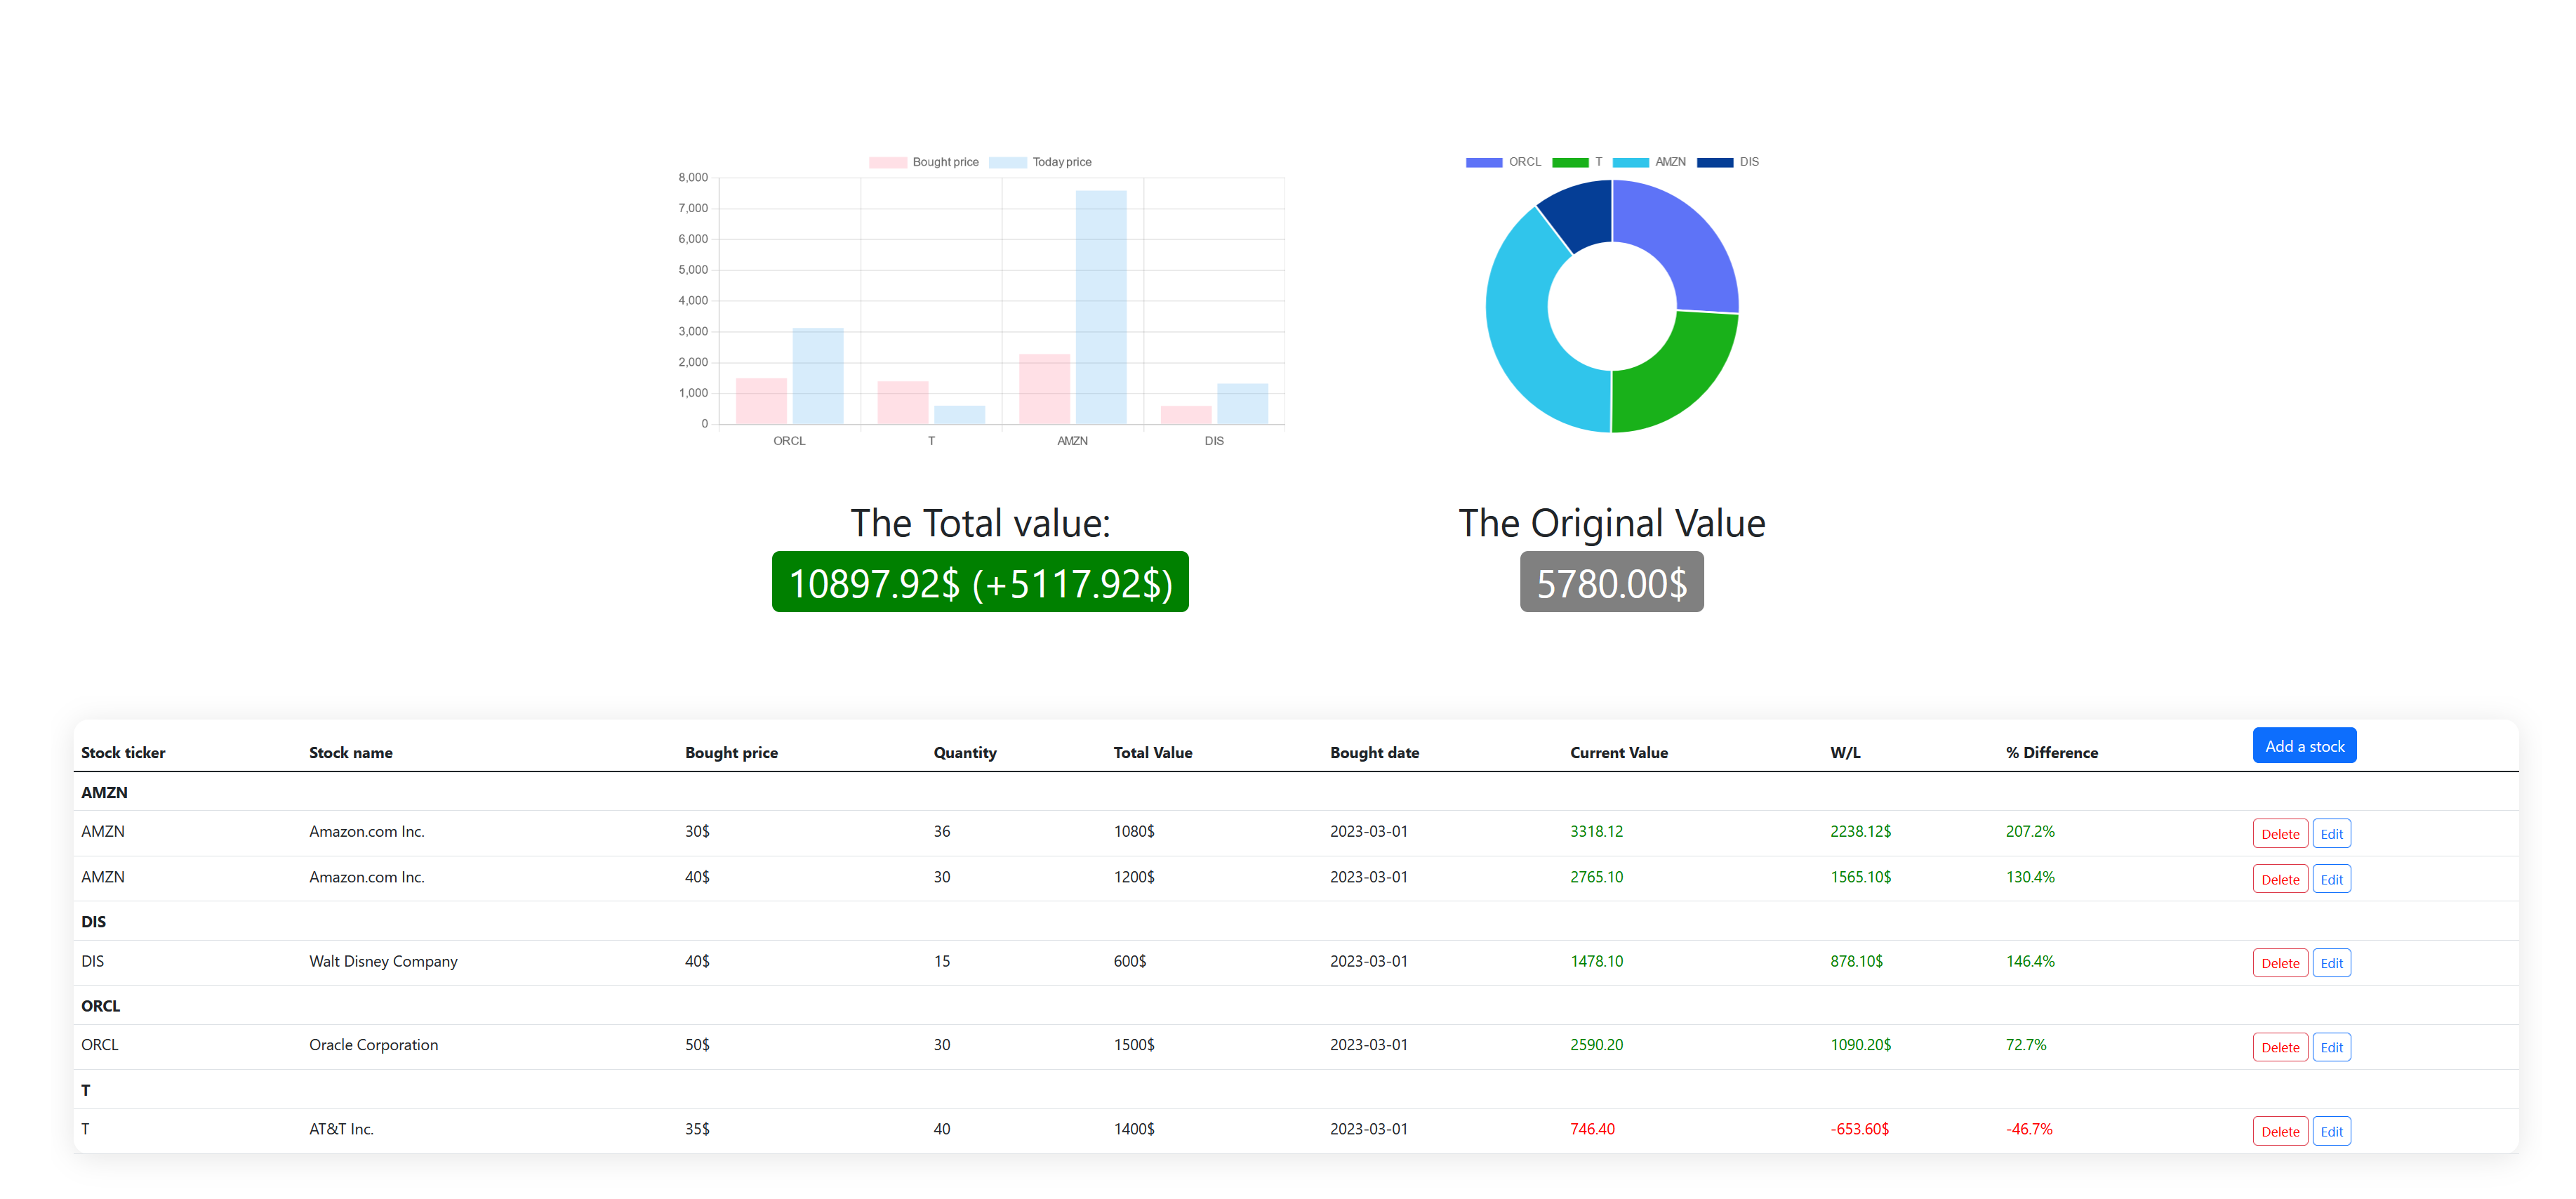 Bought price Today price
8,000
7,000
6,000
5,000
4,000
3,000
2,000
1,000
0
ORCL T AMZN DIS
ORCL T AMZN DIS
The Total value:
10897.92$ (+5117.92$)
The Original Value
5780.00$
Stock ticker Stock name Bought price Quantity Total Value Bought date Current Value W/L % Difference Add a stock
AMZN
AMZN Amazon.com Inc. 30$ 36 1080$ 2023-03-01 3318.12 2238.12$ 207.2% Delete Edit
AMZN Amazon.com Inc. 40$ 30 1200$ 2023-03-01 2765.10 1565.10$ 130.4% Delete Edit
DIS
DIS Walt Disney Company 40$ 15 600$ 2023-03-01 1478.10 878.10$ 146.4% Delete Edit
ORCL
ORCL Oracle Corporation 50$ 30 1500$ 2023-03-01 2590.20 1090.20$ 72.7% Delete Edit
T
T AT&T Inc. 35$ 40 1400$ 2023-03-01 746.40 -653.60$ -46.7% Delete Edit